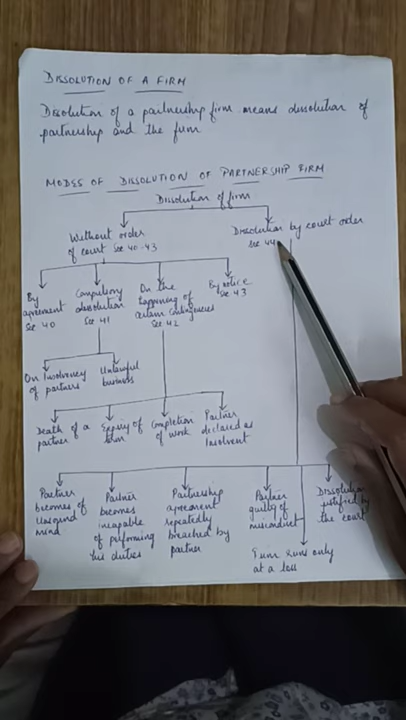 DISSOLUTION OF A FIRM
Dissolution of a partnership firm means dissolution of
partnership and the firm
MODES OF DISSOLUTION OF PARTNERSHIP FIRM
Dissolution of firm
Without order
of court Sec 40-43
Dissolution by court order
Sec 44
By
agreement
Sec 40
Compulsory
dissolution
Sec 41
On the
happening of
certain contingencies
Sec 42
By notice
Sec 43
On Insolvency
of partners
Unlawful
business
Death of a
partner
Expiry of
term
Completion
of work
Partner
declared as
Insolvent
Partner
becomes of
Unsound
mind
Partner
becomes
incapable
of performing
his duties
Partnership
agreement
repeatedly
breached by
partner
Partner
guilty of
misconduct
Firm Runs only
at a loss
Dissolution
justified by
the court